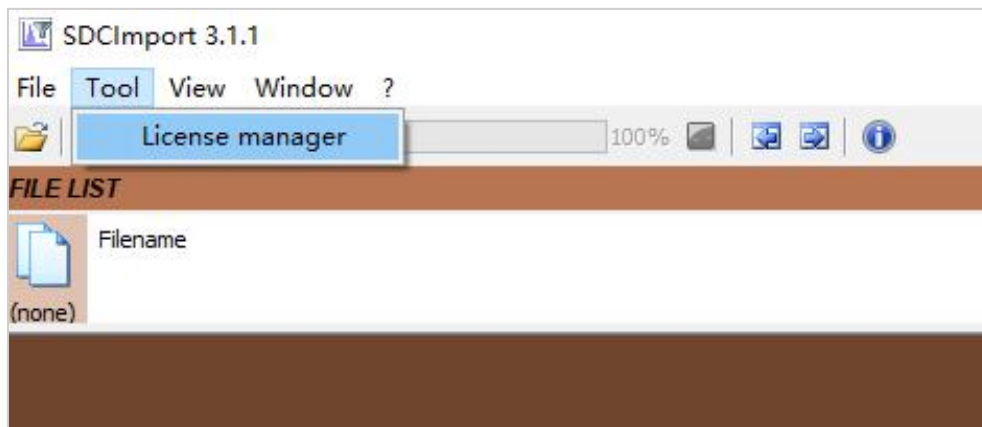 SDCImport 3.1.1
File Tool View Window ?
License manager
100%
FILE LIST
Filename
(none)